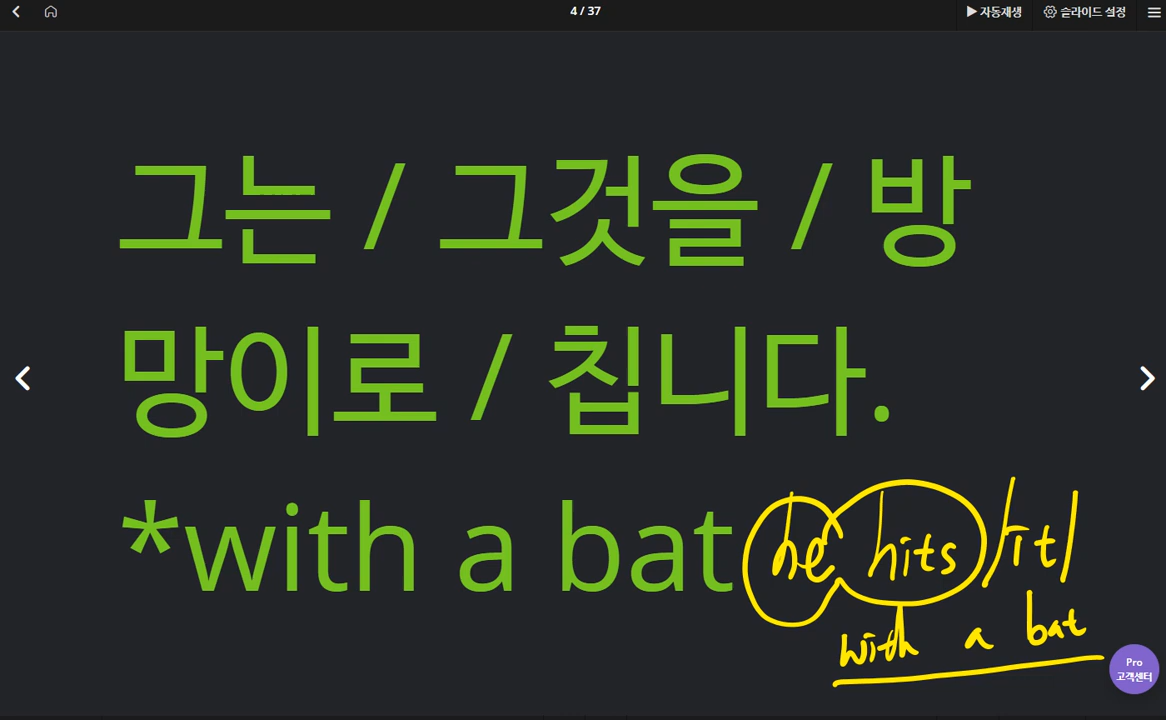 4 / 37
▶ 자동재생
슬라이드 설정
그는 / 그것을 / 방
망이로 / 칩니다.
*with a bat
he hits / it /
with a bat
Pro
고객센터